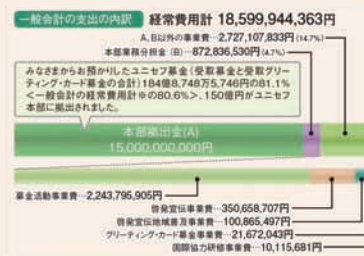 一般会計の支出の内訳 経常費用計 18,599,944,363円
A,B以外の事業費…2,727,107,833円(14.7%)
本部業務分担金(B)…872,836,530円(4.7%)
みなさまからお預かりしたユニセフ募金(受取募金と受取グリー
ティング・カード募金の合計)184億8,748万5,746円の81.1%
<一般会計の経常費用計※の80.6%>、150億円がユニセフ
本部に拠出されました。
本部拠出金(A)
15,000,000,000円
募金活動事業費…2,243,795,905円
啓発宣伝事業費…350,658,707円
啓発宣伝地域普及事業費…100,865,497円
グリーティング・カード募金事業費…21,672,043円
国際協力研修事業費…10,115,681円